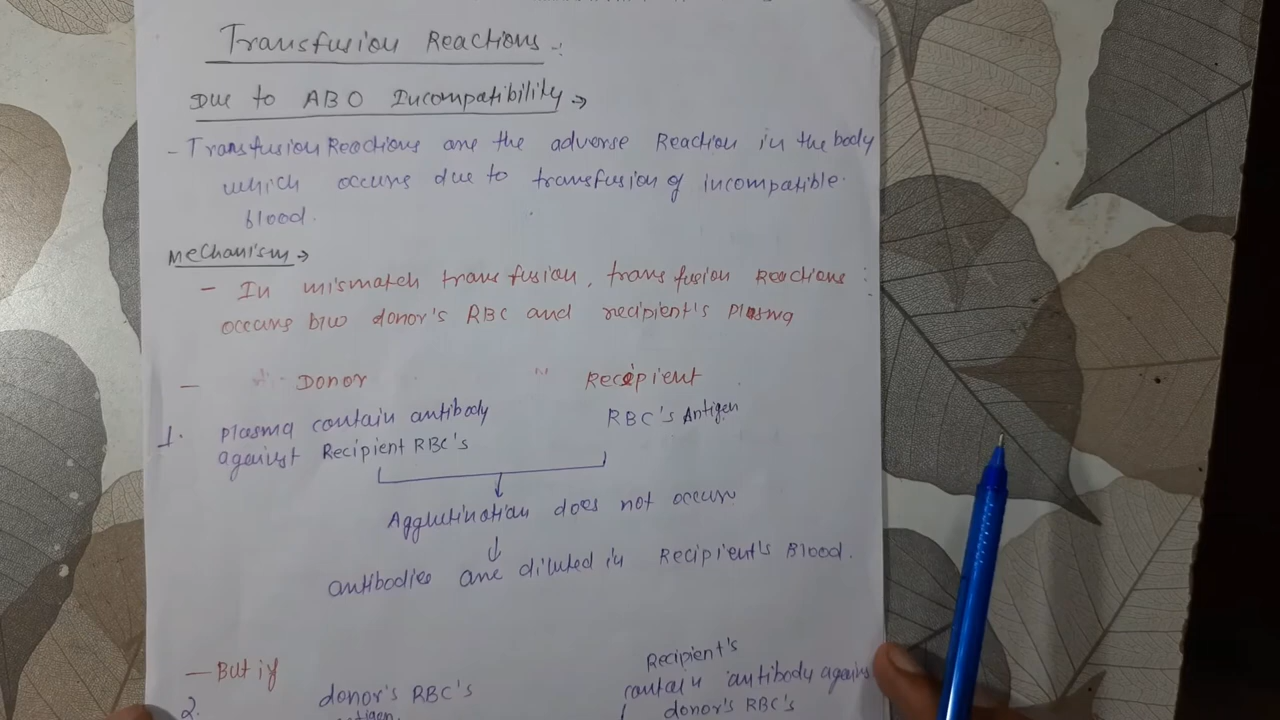 Transfusion Reactions :
Due to ABO Incompatibility →
- Transfusion Reactions are the adverse Reaction in the body
which occurs due to transfusion of incompatible
blood.
Mechanism →
- In mismatch transfusion, transfusion Reactions
occurs b/w donor's RBC and recipient's plasma
- Donor Recipient
1. plasma contain antibody RBC's Antigen
against Recipient RBC's
Agglutination does not occur
↓
antibodies are diluted in Recipient's Blood.
- But if Recipient's
2. donor's RBC's contain antibody against
antigen. donor's RBC's